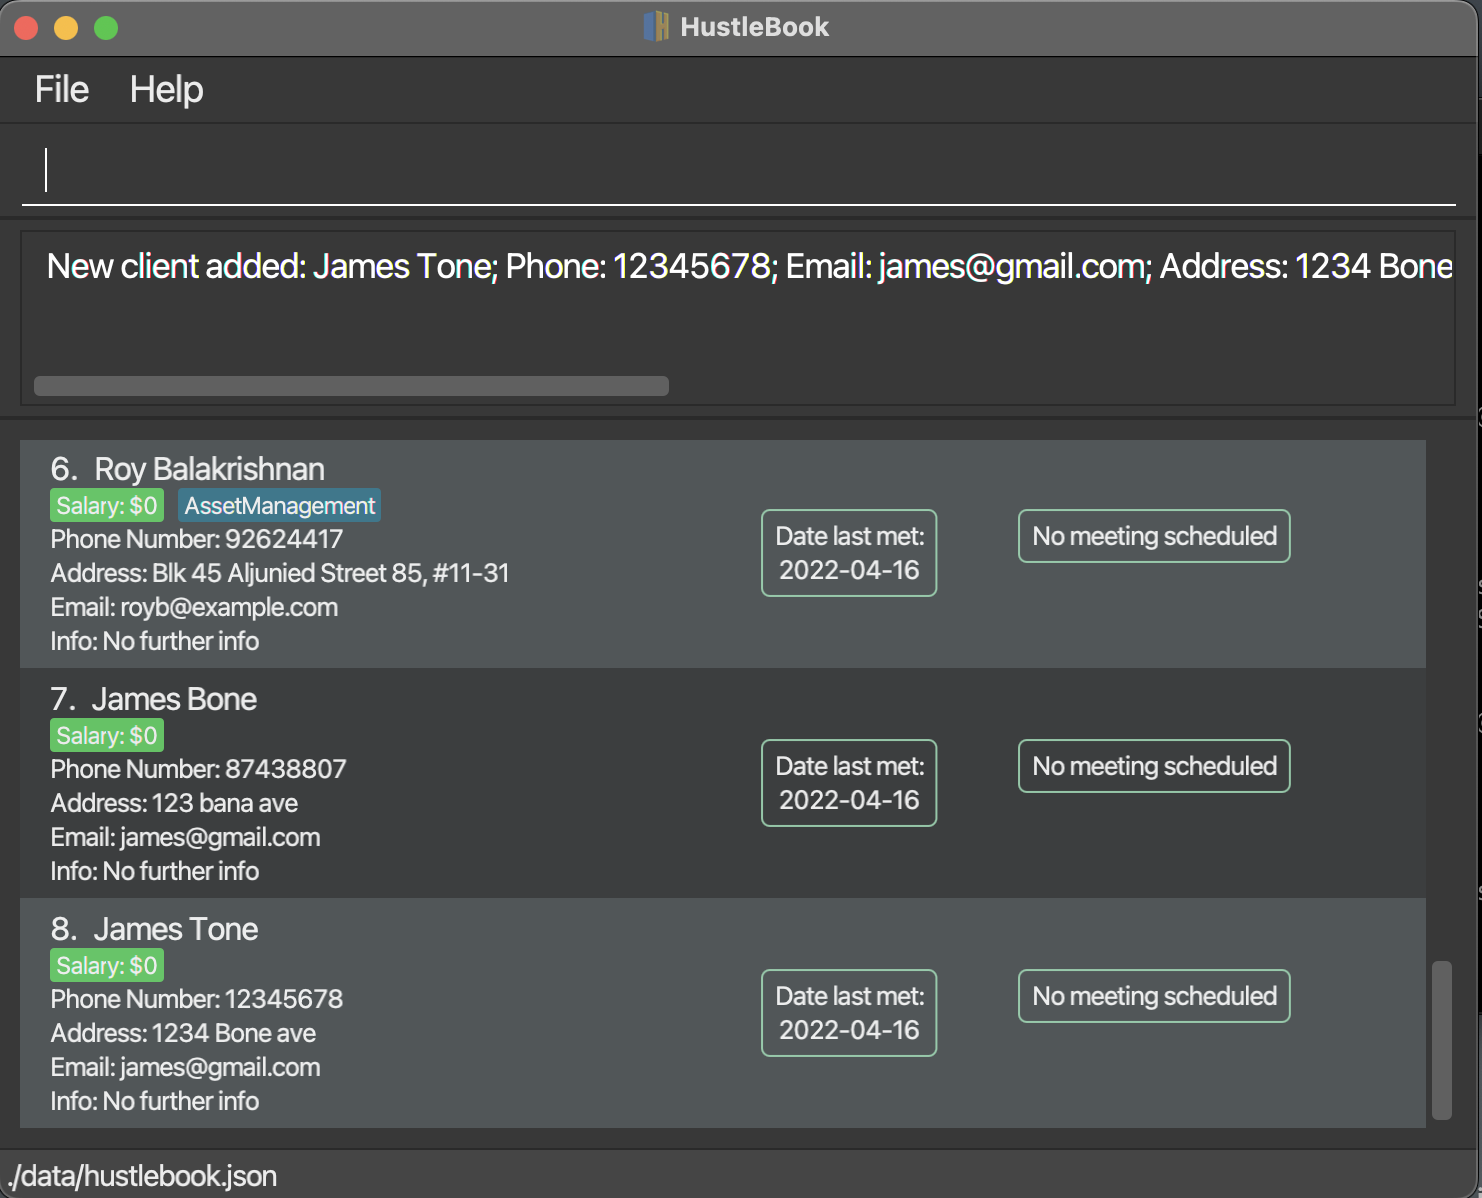 HustleBook
File Help
New client added: James Tone; Phone: 12345678; Email: james@gmail.com; Address: 1234 Bone
6. Roy Balakrishnan
Salary: $0 AssetManagement
Phone Number: 92624417
Address: Blk 45 Aljunied Street 85, #11-31
Email: royb@example.com
Info: No further info
Date last met:
2022-04-16
No meeting scheduled
7. James Bone
Salary: $0
Phone Number: 87438807
Address: 123 bana ave
Email: james@gmail.com
Info: No further info
Date last met:
2022-04-16
No meeting scheduled
8. James Tone
Salary: $0
Phone Number: 12345678
Address: 1234 Bone ave
Email: james@gmail.com
Info: No further info
Date last met:
2022-04-16
No meeting scheduled
./data/hustlebook.json